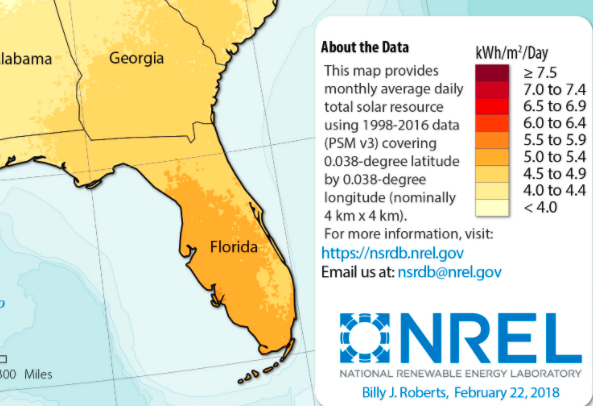 labama
Georgia
Florida
300 Miles
About the Data
This map provides
monthly average daily
total solar resource
using 1998-2016 data
(PSM v3) covering
0.038-degree latitude
by 0.038-degree
longitude (nominally
4 km x 4 km).
For more information, visit:
https://nsrdb.nrel.gov
Email us at: nsrdb@nrel.gov
kWh/m²/Day
≥ 7.5
7.0 to 7.4
6.5 to 6.9
6.0 to 6.4
5.5 to 5.9
5.0 to 5.4
4.5 to 4.9
4.0 to 4.4
< 4.0
NREL
NATIONAL RENEWABLE ENERGY LABORATORY
Billy J. Roberts, February 22, 2018